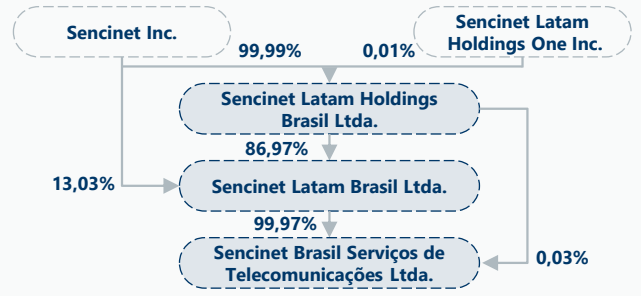 Sencinet Inc.
Sencinet Latam
Holdings One Inc.
99,99%
0,01%
Sencinet Latam Holdings
Brasil Ltda.
86,97%
13,03%
Sencinet Latam Brasil Ltda.
99,97%
Sencinet Brasil Serviços de
Telecomunicações Ltda.
0,03%